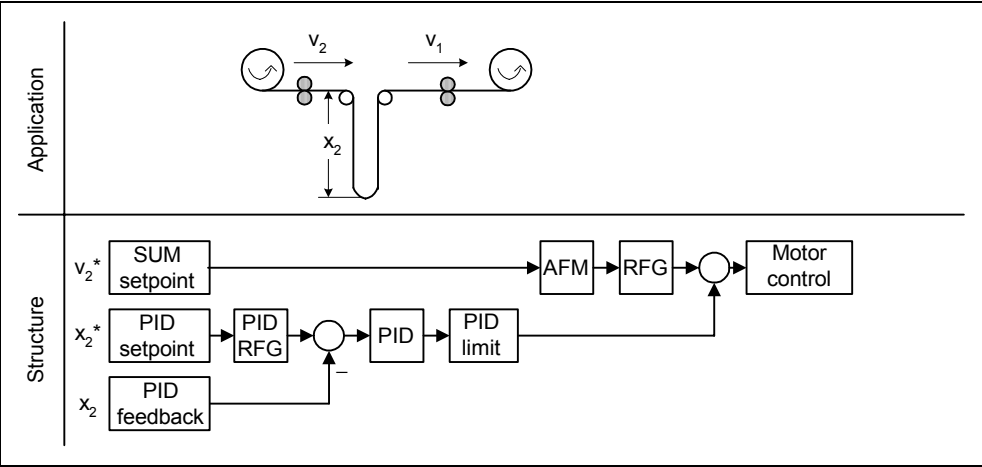 Application
v2
v1
x2
Structure
v2*
SUM
setpoint
AFM
RFG
Motor
control
x2*
PID
setpoint
PID
RFG
PID
PID
limit
–
x2
PID
feedback